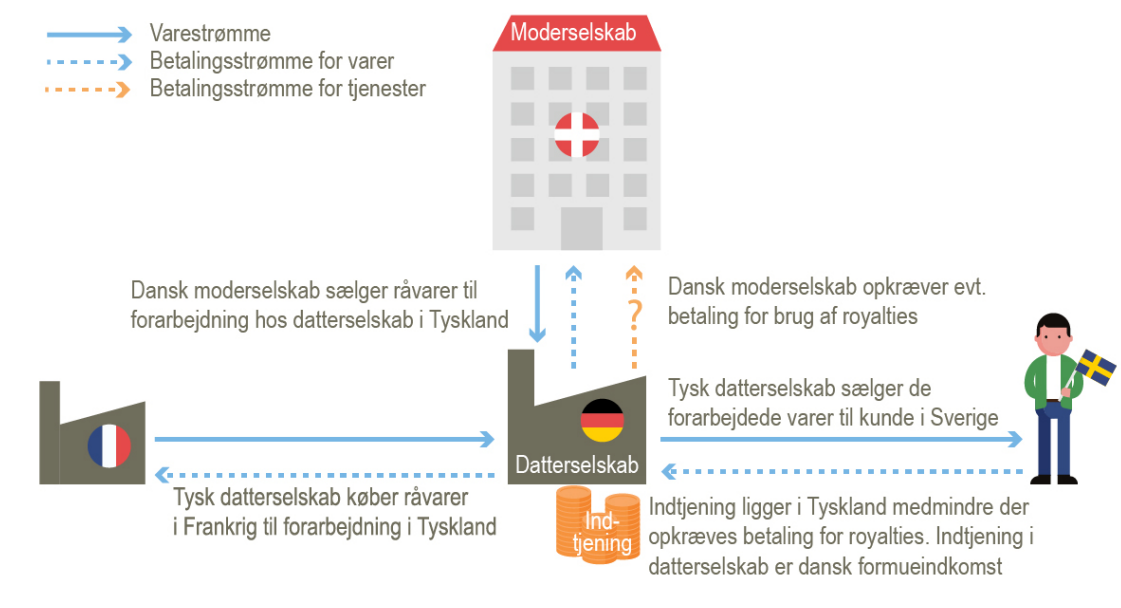 Varestrømme
Betalingsstrømme for varer
Betalingsstrømme for tjenester
Moderselskab
Dansk moderselskab sælger råvarer til
forarbejdning hos datterselskab i Tyskland
?
Dansk moderselskab opkræver evt.
betaling for brug af royalties
Tysk datterselskab sælger de
forarbejdede varer til kunde i Sverige
Datterselskab
Tysk datterselskab køber råvarer
i Frankrig til forarbejdning i Tyskland
Ind-
tjening
Indtjening ligger i Tyskland medmindre der
opkræves betaling for royalties. Indtjening i
datterselskab er dansk formueindkomst